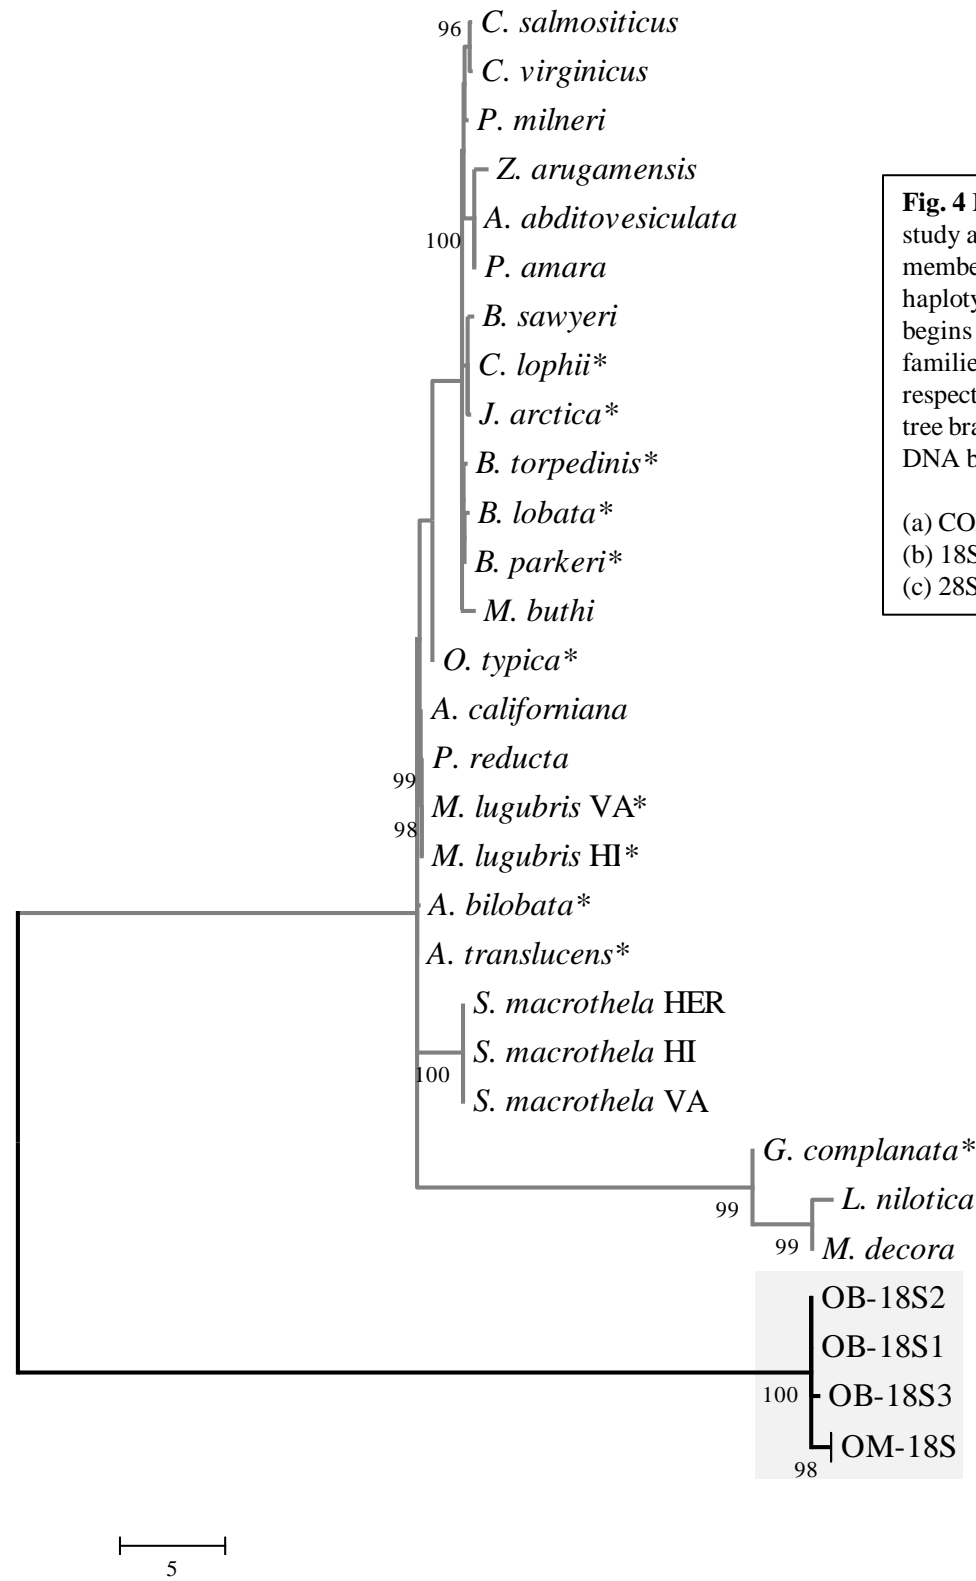 96
C. salmositicus
C. virginicus
P. milneri
Z. arugamensis
A. abditovesiculata
100
P. amara
B. sawyeri
C. lophii*
J. arctica*
B. torpedinis*
B. lobata*
B. parkeri*
M. buthi
O. typica*
A. californiana
P. reducta
99
M. lugubris VA*
98
M. lugubris HI*
A. bilobata*
A. translucens*
S. macrothela HER
S. macrothela HI
100
S. macrothela VA
G. complanata*
L. nilotica
99
M. decora
99
OB-18S2
OB-18S1
OB-18S3
100
OM-18S
98
5
Fig. 4
study a
membe
haploty
begins
familie
respect
tree bra
DNA b
(a) CO
(b) 18S
(c) 28S